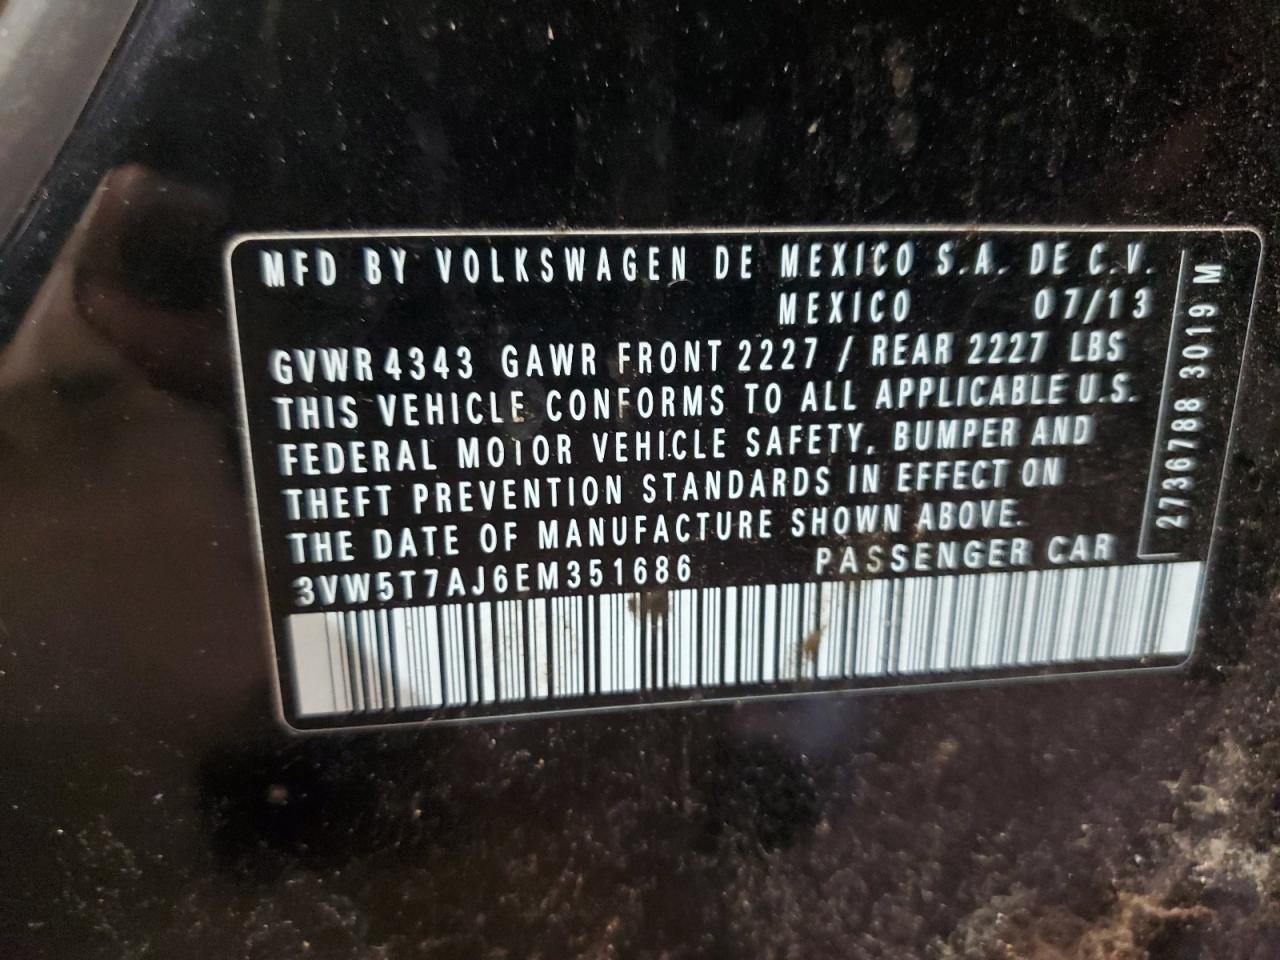 MFD BY VOLKSWAGEN DE MEXICO S.A. DE C.V.
MEXICO 07/13
GVWR 4343 GAWR FRONT 2227 / REAR 2227 LBS
THIS VEHICLE CONFORMS TO ALL APPLICABLE U.S.
FEDERAL MOTOR VEHICLE SAFETY, BUMPER AND
THEFT PREVENTION STANDARDS IN EFFECT ON
THE DATE OF MANUFACTURE SHOWN ABOVE.
3VW5T7AJ6EM351686 PASSENGER CAR
2736788 3019 M